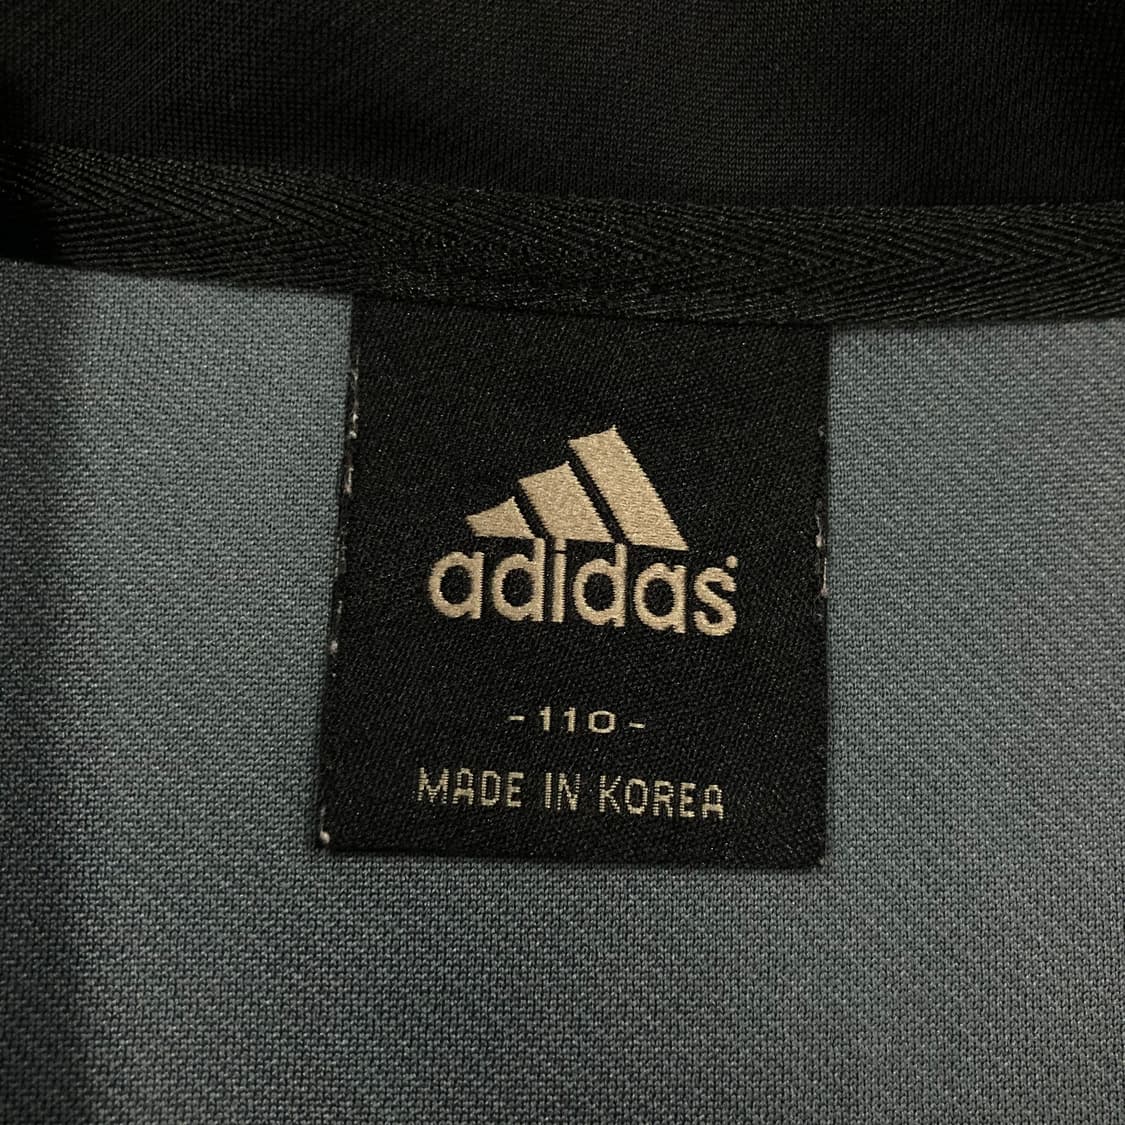 adidas
-110-
MADE IN KOREA